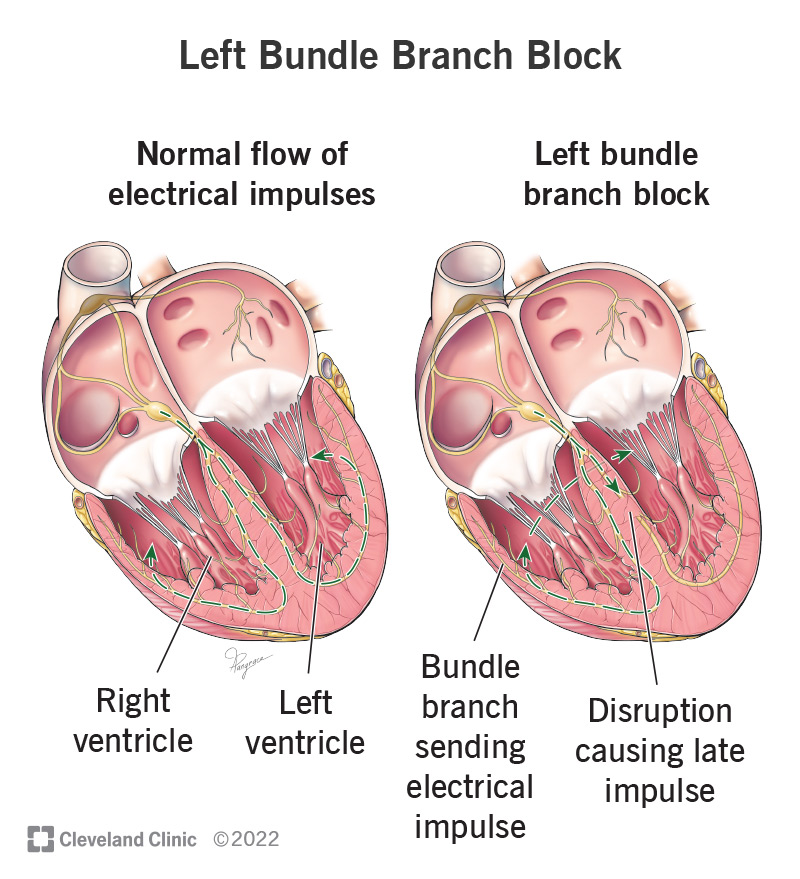 Left Bundle Branch Block
Normal flow of
electrical impulses
Left bundle
branch block
Right
ventricle
Left
ventricle
Bundle
branch
sending
electrical
impulse
Disruption
causing late
impulse
Cleveland Clinic ©2022